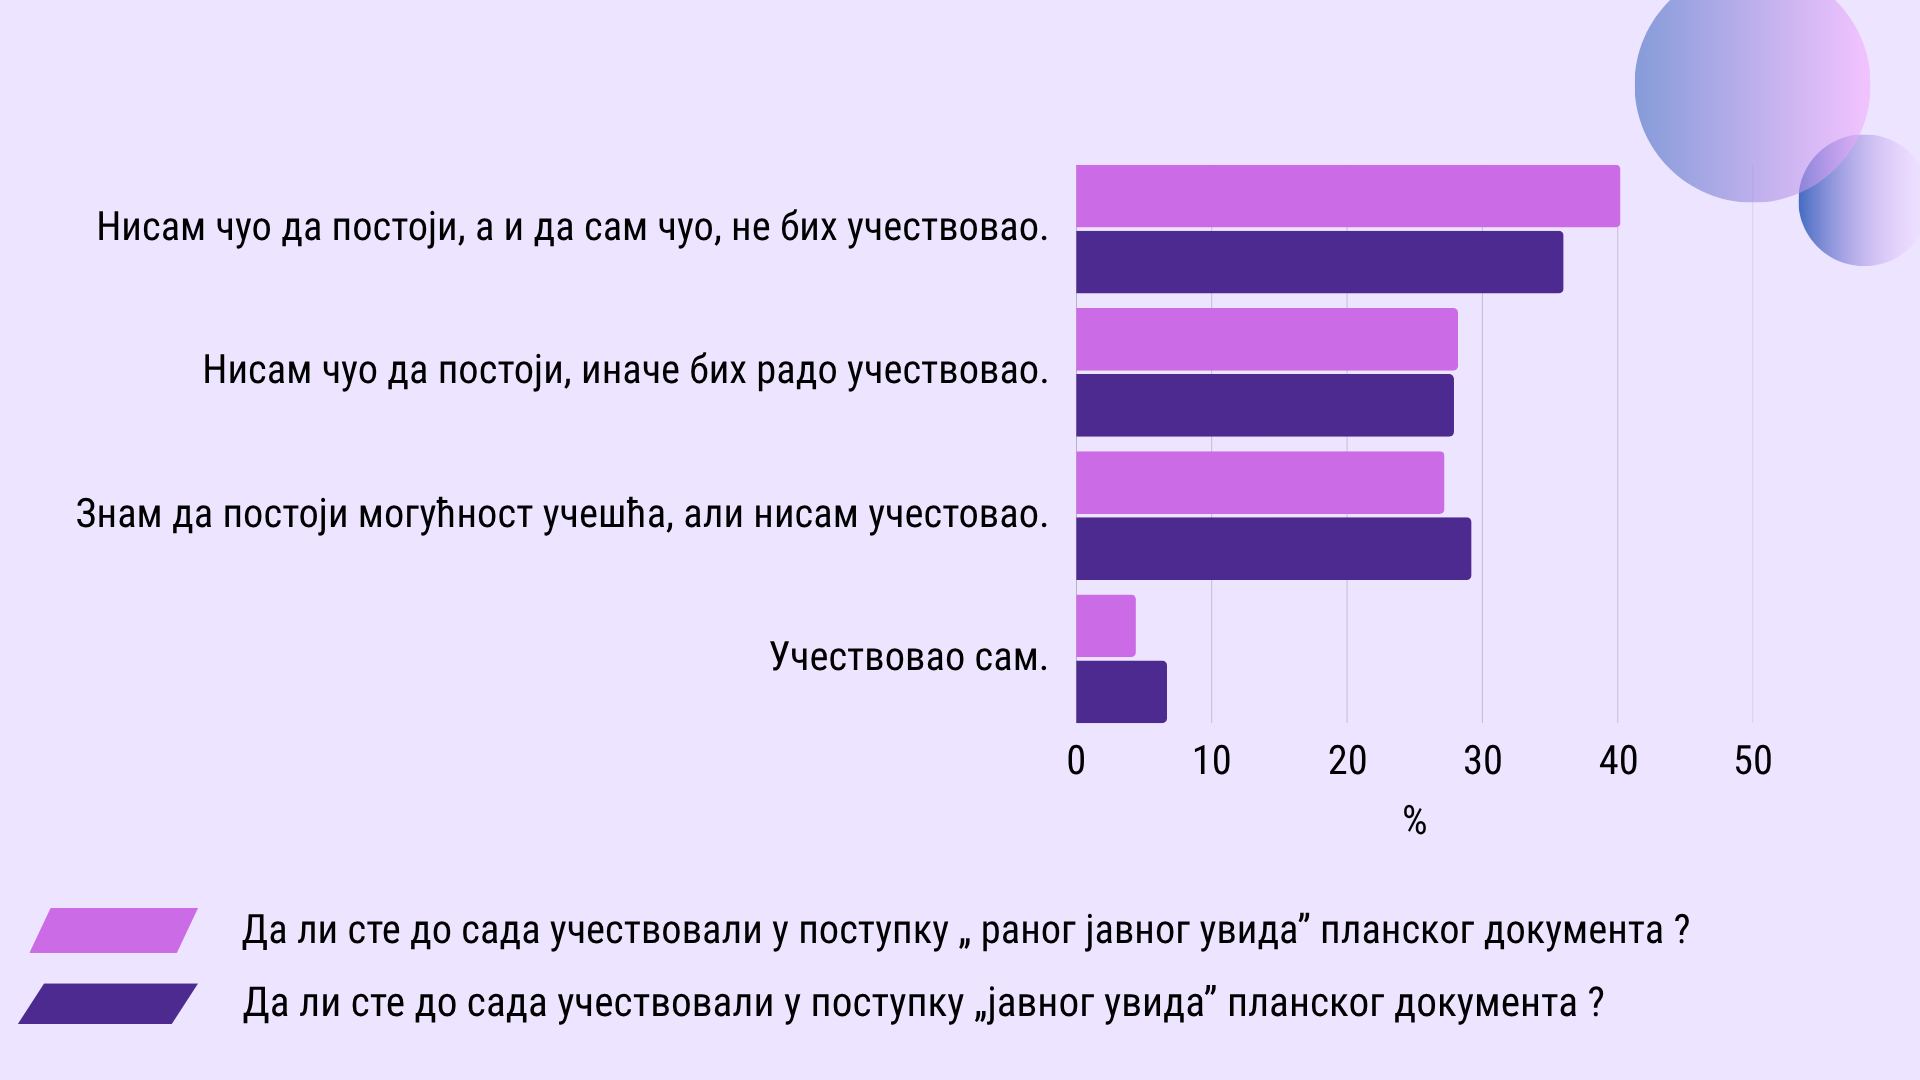 Нисам чуо да постоји, а и да сам чуо, не бих учествовао.
Нисам чуо да постоји, иначе бих радо учествовао.
Знам да постоји могућност учешћа, али нисам учестовао.
Учествовао сам.
0 10 20 30 40 50
%
Да ли сте до сада учествовали у поступку „ раног јавног увида” планског документа ?
Да ли сте до сада учествовали у поступку „јавног увида” планског документа ?